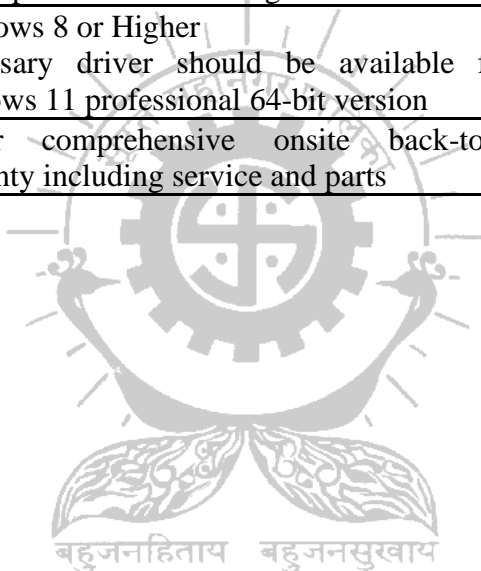 ows 8 or Higher
sary driver should be available f
ows 11 professional 64-bit version
r comprehensive onsite back-to
nty including service and parts
बहुजनहिताय बहुजनसुखाय